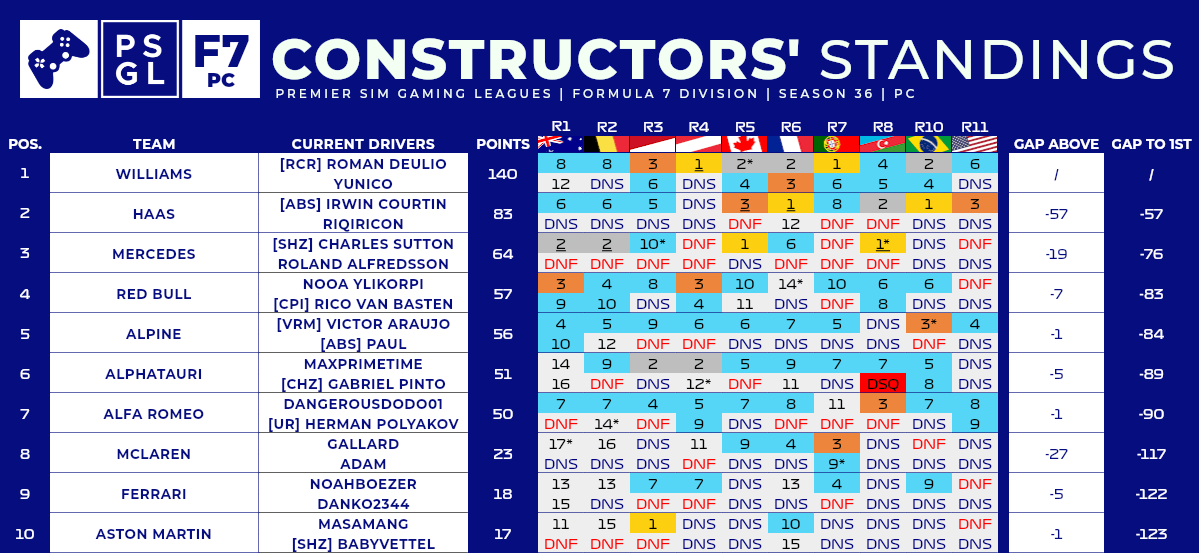 PS
GL
F7
PC
CONSTRUCTORS' STANDINGS
PREMIER SIM GAMING LEAGUES | FORMULA 7 DIVISION | SEASON 36 | PC
R1 R2 R3 R4 R5 R6 R7 R8 R10 R11
POS. TEAM CURRENT DRIVERS POINTS GAP ABOVE GAP TO 1ST
1 WILLIAMS [RCR] ROMAN DEULIO 140 8 8 3 1 2* 2 1 4 2 6 / /
YUNICO 12 DNS 6 DNS 4 3 6 5 4 DNS
2 HAAS [ABS] IRWIN COURTIN 83 6 6 5 DNS 3 1 8 2 1 3 -57 -57
RIQIRICON DNS DNS DNS DNS DNF 12 DNF DNF DNS DNS
3 MERCEDES [SHZ] CHARLES SUTTON 64 2 2 10* DNF 1 6 DNF 1* DNS DNF -19 -76
ROLAND ALFREDSSON DNF DNF DNF DNF DNS DNF DNF DNF DNS DNS
4 RED BULL NOOA YLIKORPI 57 3 4 8 3 10 14* 10 6 6 DNF -7 -83
[CPI] RICO VAN BASTEN 9 10 DNS 4 11 DNS DNF 8 DNS DNS
5 ALPINE [VRM] VICTOR ARAUJO 56 4 5 9 6 6 7 5 DNS 3* 4 -1 -84
[ABS] PAUL 10 12 DNF DNF DNS DNS DNS DNS DNF DNS
6 ALPHATAURI MAXPRIMETIME 51 14 9 2 2 5 9 7 7 5 DNS -5 -89
[CHZ] GABRIEL PINTO 16 DNF DNS 12* DNF 11 DNS DSQ 8 DNS
7 ALFA ROMEO DANGEROUSDODO01 50 7 7 4 5 7 8 11 3 7 8 -1 -90
[UR] HERMAN POLYAKOV DNF 14* DNF 9 DNS DNF DNF DNF DNS 9
8 MCLAREN GALLARD 23 17* 16 DNS 11 9 4 3 DNS DNF DNS -27 -117
ADAM DNS DNS DNS DNF DNS DNS 9* DNS DNS DNS
9 FERRARI NOAHBOEZER 18 13 13 7 7 DNS 13 4 DNS 9 DNF -5 -122
DANKO2344 15 DNS DNF DNF DNS DNS DNF DNS DNS DNS
10 ASTON MARTIN MASAMANG 17 11 15 1 DNS DNS 10 DNS DNS DNS DNF -1 -123
[SHZ] BABYVETTEL DNF DNF DNF DNS DNS 15 DNS DNS DNS DNS